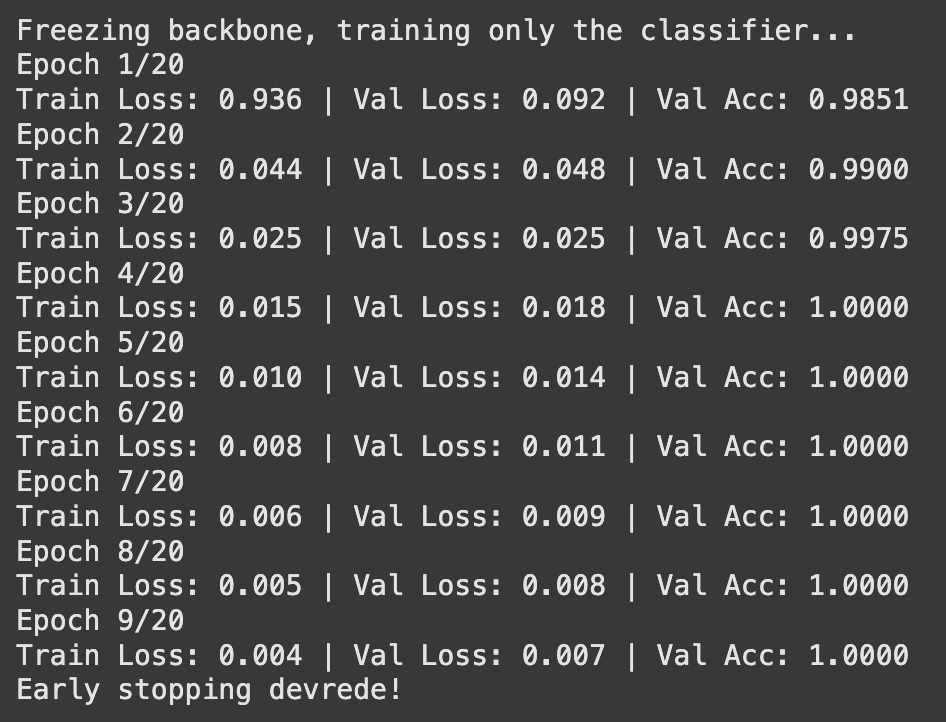 Freezing backbone, training only the classifier...
Epoch 1/20
Train Loss: 0.936 | Val Loss: 0.092 | Val Acc: 0.9851
Epoch 2/20
Train Loss: 0.044 | Val Loss: 0.048 | Val Acc: 0.9900
Epoch 3/20
Train Loss: 0.025 | Val Loss: 0.025 | Val Acc: 0.9975
Epoch 4/20
Train Loss: 0.015 | Val Loss: 0.018 | Val Acc: 1.0000
Epoch 5/20
Train Loss: 0.010 | Val Loss: 0.014 | Val Acc: 1.0000
Epoch 6/20
Train Loss: 0.008 | Val Loss: 0.011 | Val Acc: 1.0000
Epoch 7/20
Train Loss: 0.006 | Val Loss: 0.009 | Val Acc: 1.0000
Epoch 8/20
Train Loss: 0.005 | Val Loss: 0.008 | Val Acc: 1.0000
Epoch 9/20
Train Loss: 0.004 | Val Loss: 0.007 | Val Acc: 1.0000
Early stopping devrede!